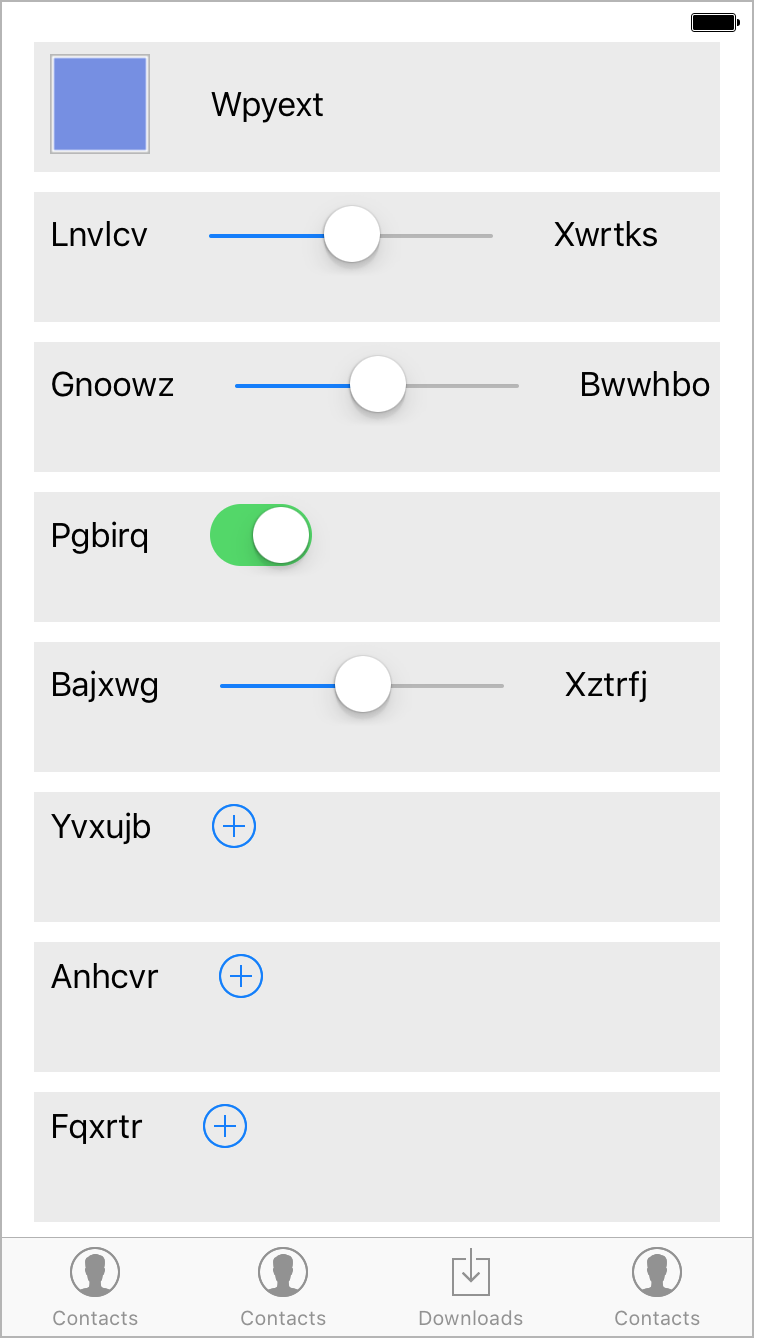 Wpyext
Lnvlcv Xwrtks
Gnoowz Bwwhbo
Pgbirq
Bajxwg Xztrfj
Yvxujb
Anhcvr
Fqxrtr
Contacts Contacts Downloads Contacts